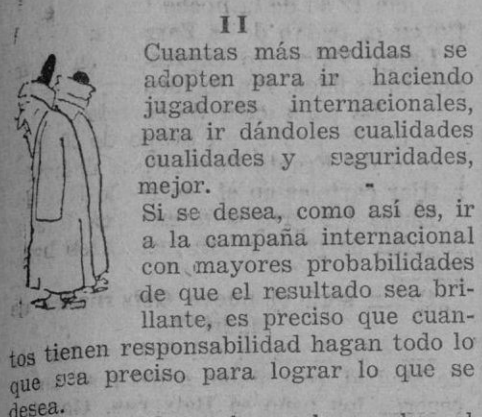 II
Cuantas más medidas se
adopten para ir haciendo
jugadores internacionales,
para ir dándoles cualidades
cualidades y seguridades,
mejor.
Si se desea, como así es, ir
a la campaña internacional
con mayores probabilidades
de que el resultado sea bri-
llante, es preciso que cuan-
tos tienen responsabilidad hagan todo lo
que sea preciso para lograr lo que se
desea.